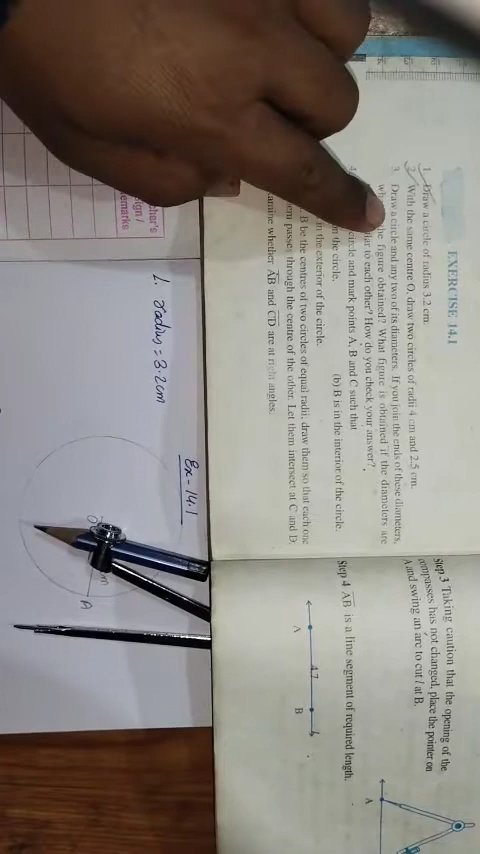 EXERCISE 14.1
1. Draw a circle of radius 3.2 cm.
2. With the same centre O, draw two circles of radii 4 cm and 2.5 cm.
3. Draw a circle and any two of its diameters. If you join the ends of these diameters,
the figure obtained? What figure is obtained if the diameters are
to each other? How do you check your answer?
4. circle and mark points A, B and C such that
on the circle. (b) B is in the interior of the circle.
in the exterior of the circle.
B be the centres of two circles of equal radii; draw them so that each one
passes through the centre of the other. Let them intersect at C and D.
whether AB and CD are at right angles.
Step 3 Taking caution that the opening of the
compasses has not changed, place the pointer on
A and swing an arc to cut l at B.
A
Step 4 AB is a line segment of required length.
4.7
A B l
Ex-14.1
1. radius = 3.2cm
O
A